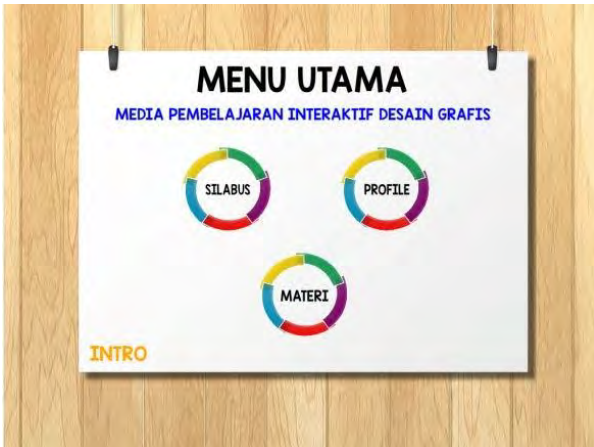 MENU UTAMA
MEDIA PEMBELAJARAN INTERAKTIF DESAIN GRAFIS
SILABUS
PROFILE
MATERI
INTRO